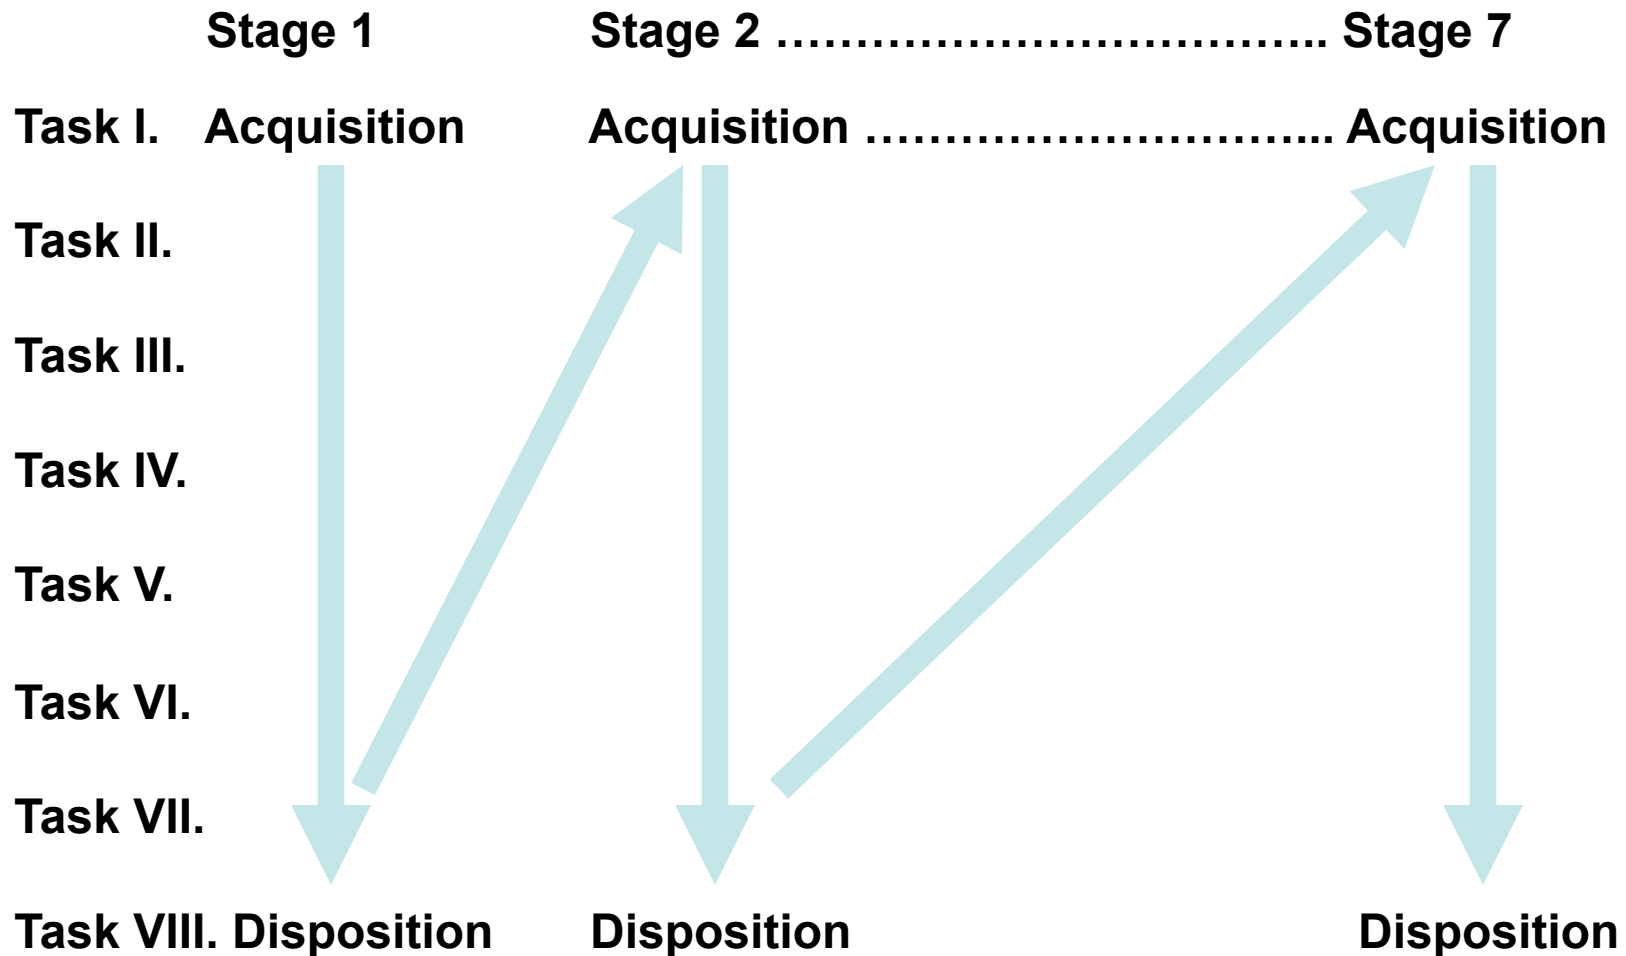 Stage 1 Stage 2 ……………………………….. Stage 7
Task I. Acquisition Acquisition ………………………... Acquisition
Task II.
Task III.
Task IV.
Task V.
Task VI.
Task VII.
Task VIII. Disposition Disposition Disposition